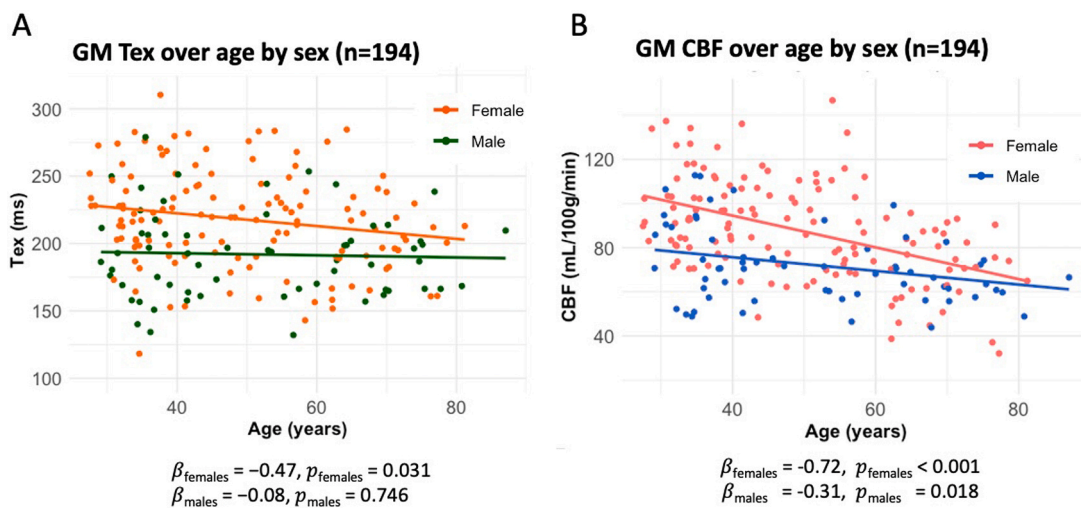 A
GM Tex over age by sex (n=194)
Tex (ms)
300
250
200
150
100
Female
Male
40 60 80
Age (years)
βfemales = −0.47, pfemales = 0.031
βmales = −0.08, pmales = 0.746
B
GM CBF over age by sex (n=194)
CBF (mL/100g/min)
120
80
40
Female
Male
40 60 80
Age (years)
βfemales = -0.72, pfemales < 0.001
βmales = -0.31, pmales = 0.018